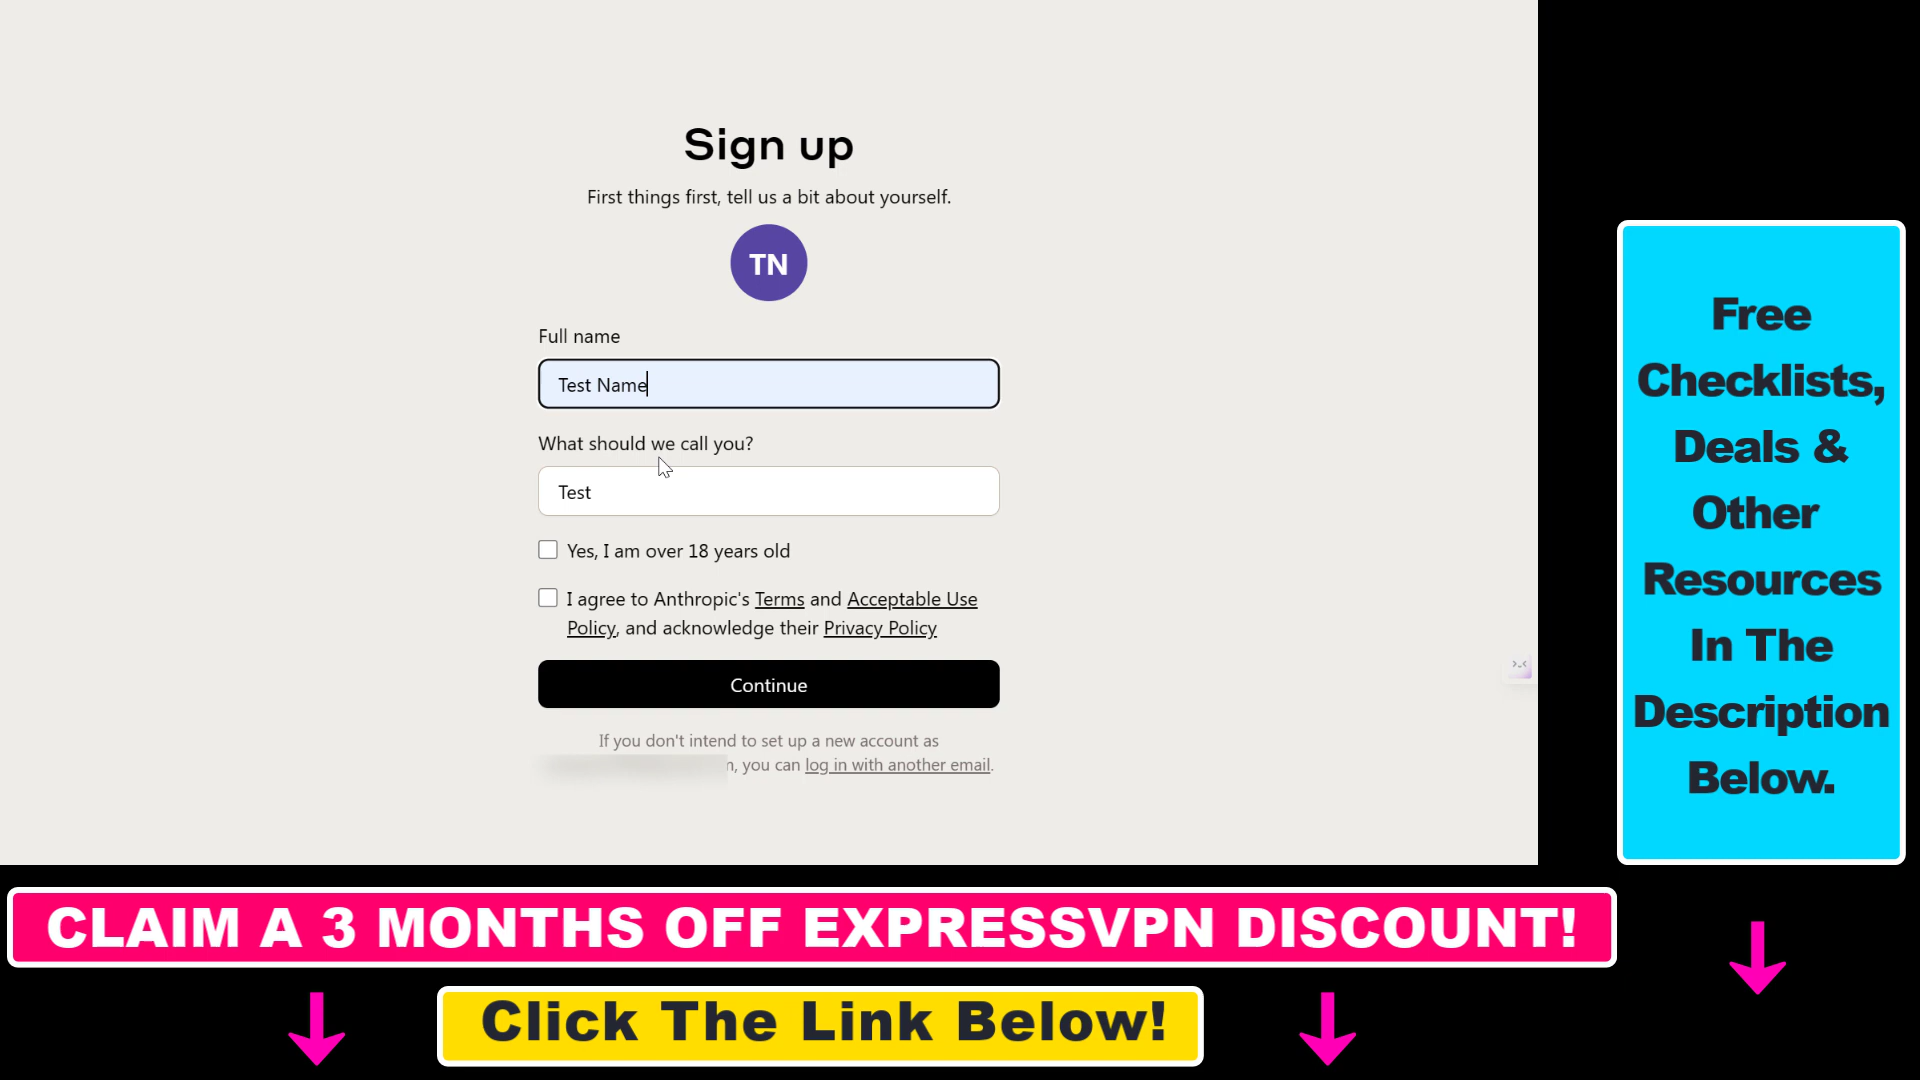 Sign up
First things first, tell us a bit about yourself.
TN
Full name
Test Name
What should we call you?
Test
Yes, I am over 18 years old
I agree to Anthropic's Terms and Acceptable Use
Policy, and acknowledge their Privacy Policy
Continue
If you don't intend to set up a new account as
n, you can log in with another email.
Free
Checklists,
Deals &
Other
Resources
In The
Description
Below.
CLAIM A 3 MONTHS OFF EXPRESSVPN DISCOUNT!
Click The Link Below!